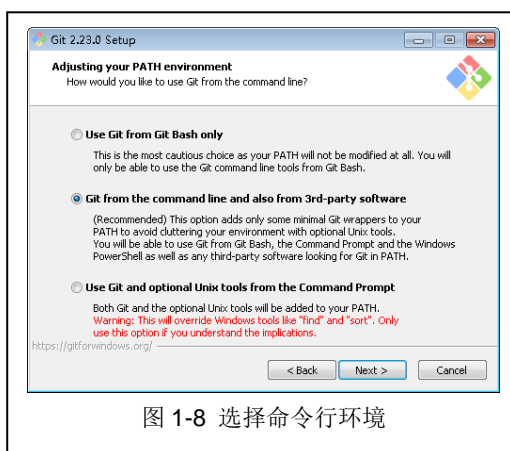 Git 2.23.0 Setup
Adjusting your PATH environment
How would you like to use Git from the command line?
Use Git from Git Bash only
This is the most cautious choice as your PATH will not be modified at all. You will
only be able to use the Git command line tools from Git Bash.
Git from the command line and also from 3rd-party software
(Recommended) This option adds only some minimal Git wrappers to your
PATH to avoid cluttering your environment with optional Unix tools.
You will be able to use Git from Git Bash, the Command Prompt and the Windows
PowerShell as well as any third-party software looking for Git in PATH.
Use Git and optional Unix tools from the Command Prompt
Both Git and the optional Unix tools will be added to your PATH.
Warning: This will override Windows tools like "find" and "sort". Only
use this option if you understand the implications.
https://gitforwindows.org/
< Back Next > Cancel
图 1-8 选择命令行环境